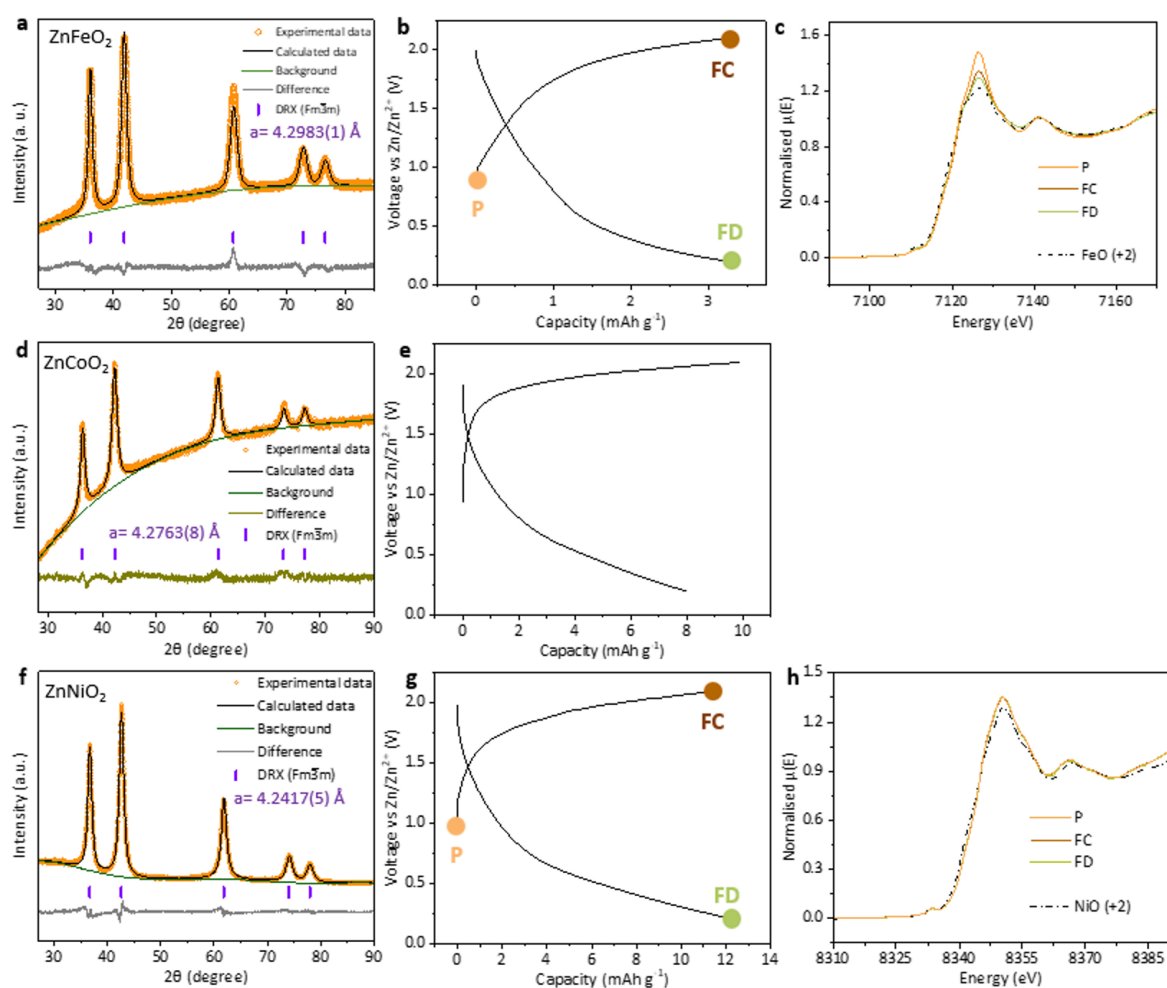 a
ZnFeO2
Experimental data
Calculated data
Background
Difference
DRX (Fm3̅m)
a= 4.2983(1) Å
Intensity (a. u.)
30 40 50 60 70 80
2θ (degree)
b
2.0
1.5
1.0
0.5
0.0
Voltage vs Zn/Zn2+ (V)
FC
P
FD
0 1 2 3
Capacity (mAh g-1)
c
1.6
1.2
0.8
0.4
0.0
Normalised μ(E)
P
FC
FD
FeO (+2)
7100 7120 7140 7160
Energy (eV)
d
ZnCoO2
Experimental data
Calculated data
Background
Difference
DRX (Fm3̅m)
a= 4.2763(8) Å
Intensity (a.u.)
30 40 50 60 70 80 90
2θ (degree)
e
2.0
1.5
1.0
0.5
0.0
Voltage vs Zn/Zn2+ (V)
0 2 4 6 8 10
Capacity (mAh g-1)
f
ZnNiO2
Experimental data
Calculated data
Background
Difference
DRX (Fm3̅m)
a= 4.2417(5) Å
Intensity (a.u.)
30 40 50 60 70 80 90
2θ (degree)
g
2.0
1.5
1.0
0.5
0.0
Voltage vs Zn/Zn2+ (V)
FC
P
FD
0 2 4 6 8 10 12 14
Capacity (mAh g-1)
h
1.5
1.2
0.9
0.6
0.3
0.0
Normalised μ(E)
P
FC
FD
NiO (+2)
8310 8325 8340 8355 8370 8385
Energy (eV)